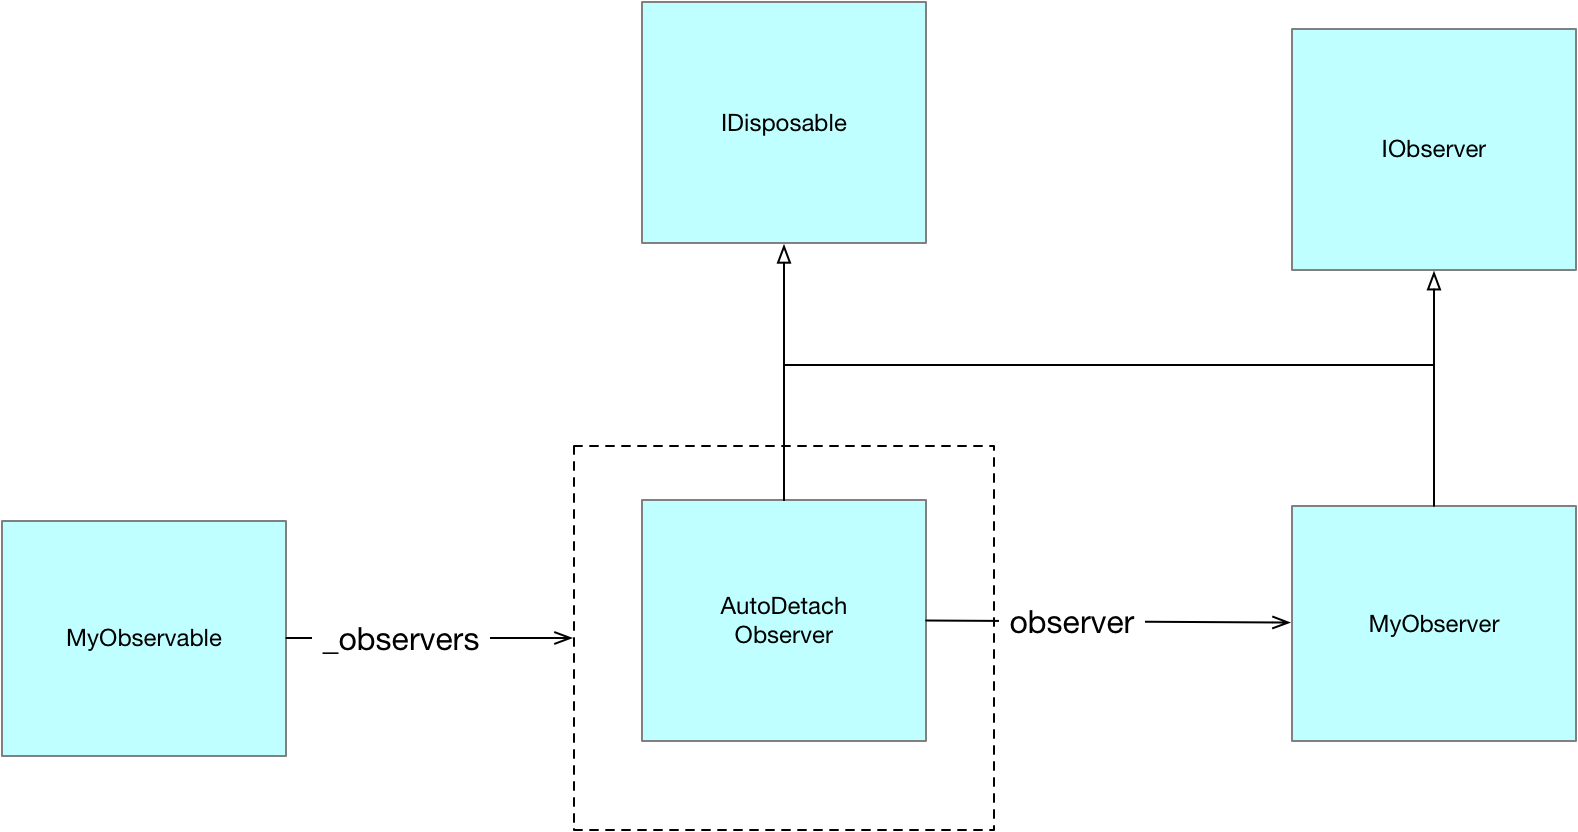 IDisposable
IObserver
AutoDetach
Observer
MyObservable
_observers
observer
MyObserver